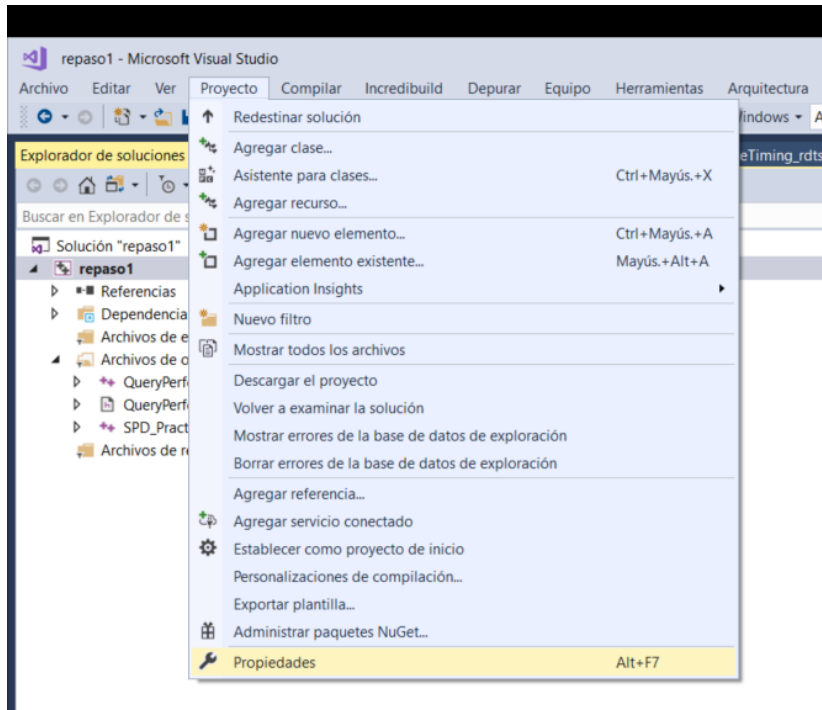 repaso1 - Microsoft Visual Studio
Archivo Editar Ver Proyecto Compilar Incredibuild Depurar Equipo Herramientas Arquitectura
Redestinar solución
Explorador de soluciones
Agregar clase...
Asistente para clases... Ctrl+Mayús.+X
Agregar recurso...
Buscar en Explorador de s
Agregar nuevo elemento... Ctrl+Mayús.+A
Solución "repaso1"
Agregar elemento existente... Mayús.+Alt+A
repaso1
Application Insights
Referencias
Dependencia
Nuevo filtro
Archivos de e
Mostrar todos los archivos
Archivos de o
Descargar el proyecto
QueryPerf
Volver a examinar la solución
QueryPerf
Mostrar errores de la base de datos de exploración
SPD_Pract
Borrar errores de la base de datos de exploración
Archivos de r
Agregar referencia...
Agregar servicio conectado
Establecer como proyecto de inicio
Personalizaciones de compilación...
Exportar plantilla...
Administrar paquetes NuGet...
Propiedades Alt+F7